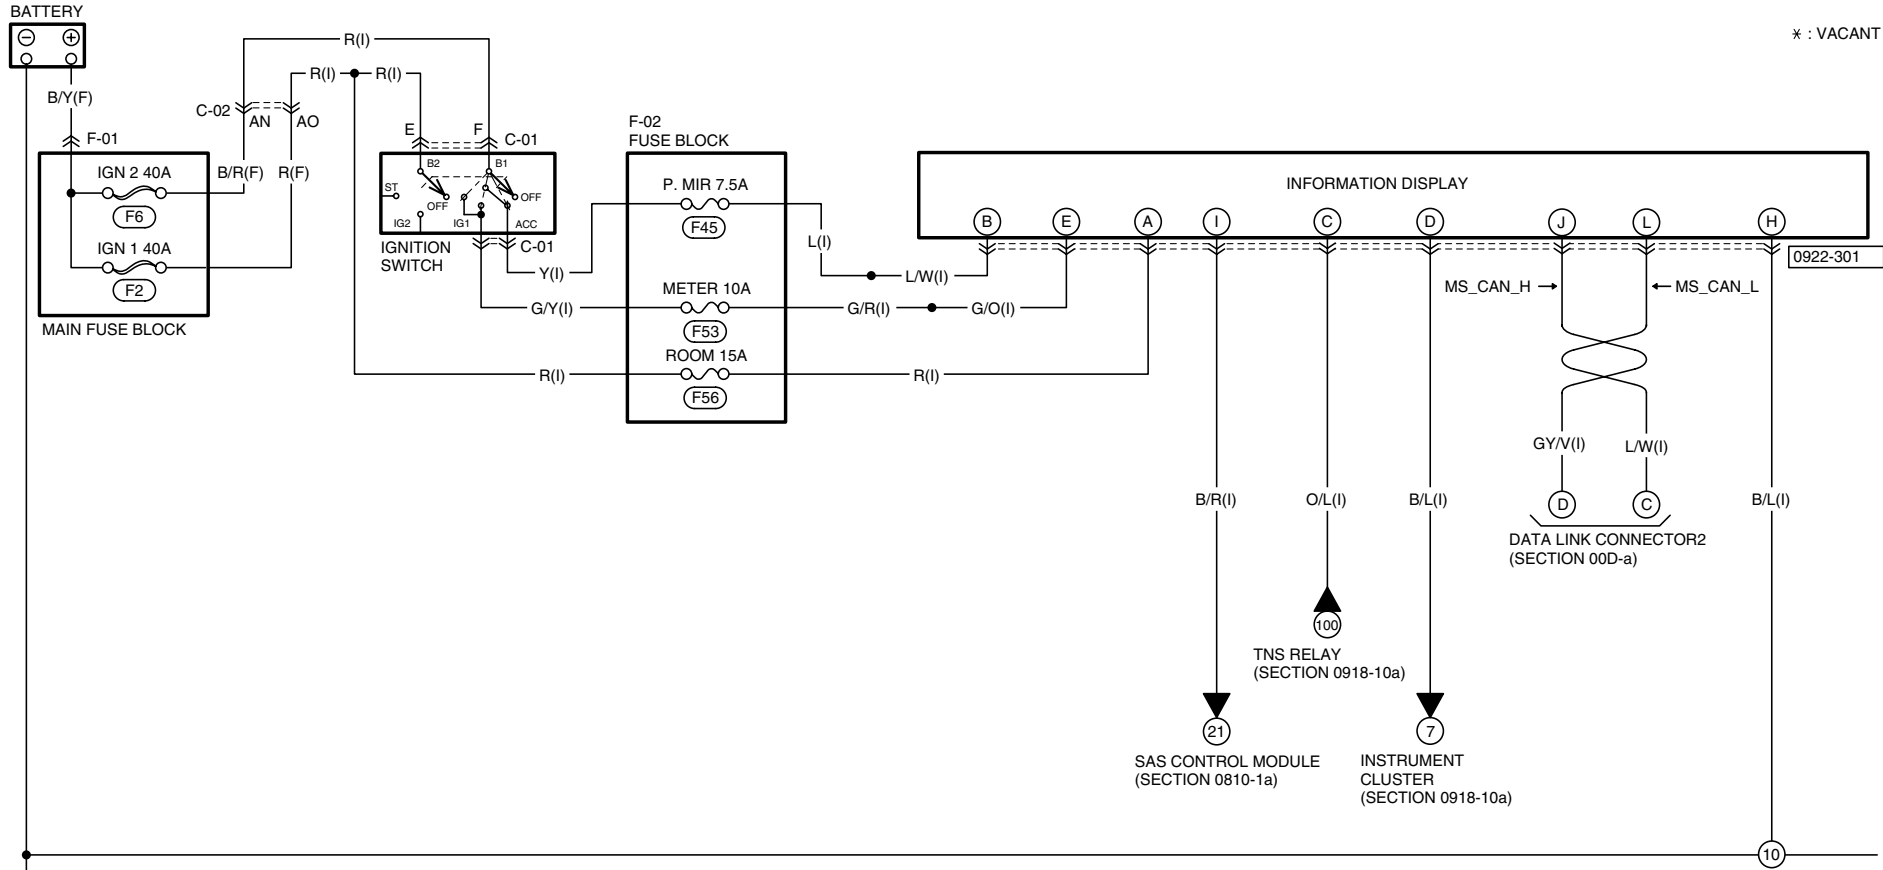 BATTERY
* : VACANT
R(I)
R(I)
R(I)
B/Y(F)
C-02
AN
AO
F-01
E
F
C-01
F-02
FUSE BLOCK
IGN 2 40A
F6
B/R(F)
R(F)
B2
B1
ST
OFF
OFF
IG2
IG1
ACC
P. MIR 7.5A
F45
INFORMATION DISPLAY
B
E
A
I
C
D
J
L
H
IGN 1 40A
F2
IGNITION
SWITCH
C-01
L(I)
0922-301
Y(I)
L/W(I)
METER 10A
F53
MS_CAN_H
MS_CAN_L
G/Y(I)
G/R(I)
G/O(I)
MAIN FUSE BLOCK
ROOM 15A
F56
R(I)
R(I)
GY/V(I)
L/W(I)
B/R(I)
O/L(I)
B/L(I)
D
C
B/L(I)
DATA LINK CONNECTOR2
(SECTION 00D-a)
100
TNS RELAY
(SECTION 0918-10a)
21
7
SAS CONTROL MODULE
(SECTION 0810-1a)
INSTRUMENT
CLUSTER
(SECTION 0918-10a)
10